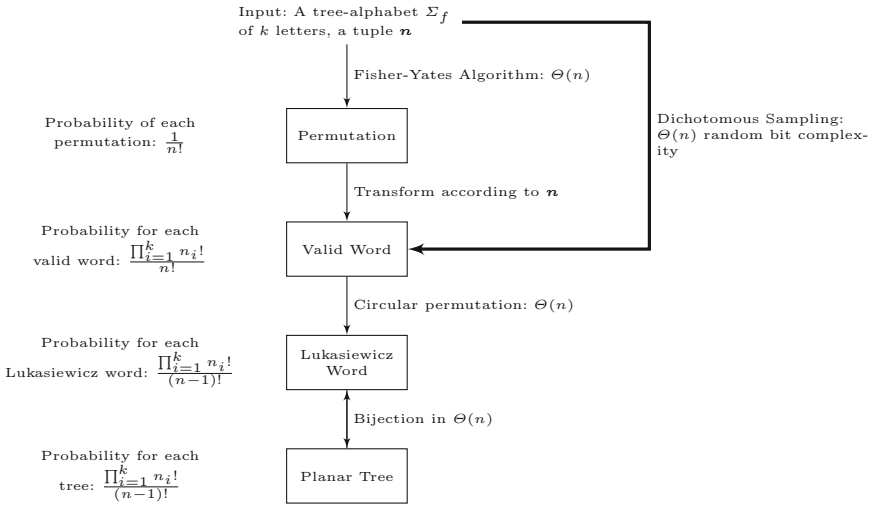 Input: A tree-alphabet Σ_f
of k letters, a tuple n
Fisher-Yates Algorithm: Θ(n)
Probability of each
permutation: 1/n!
Permutation
Dichotomous Sampling:
Θ(n) random bit complex-
ity
Transform according to n
Probability for each
valid word: ∏_{i=1}^{k} n_i! / n!
Valid Word
Circular permutation: Θ(n)
Probability for each
Lukasiewicz word: ∏_{i=1}^{k} n_i! / (n−1)!
Lukasiewicz
Word
Bijection in Θ(n)
Probability for each
tree: ∏_{i=1}^{k} n_i! / (n−1)!
Planar Tree